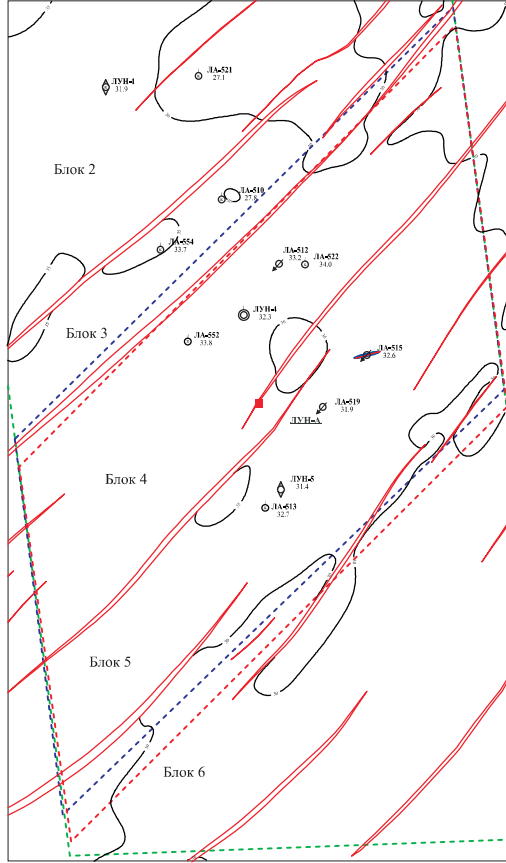 ЛА-521
27.1
ЛУН-1
31.9
Блок 2
ЛА-510
27.8
ЛА-554
33.7
ЛА-512
33.2
ЛА-522
34.0
ЛУН-4
32.3
Блок 3
ЛА-552
33.8
ЛА-515
32.6
ЛА-519
31.9
ЛУН-А
Блок 4
ЛУН-5
31.4
ЛА-513
32.7
Блок 5
Блок 6